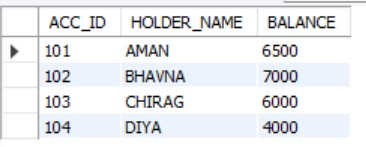 ACC_ID HOLDER_NAME BALANCE
101 AMAN 6500
102 BHAVNA 7000
103 CHIRAG 6000
104 DIYA 4000